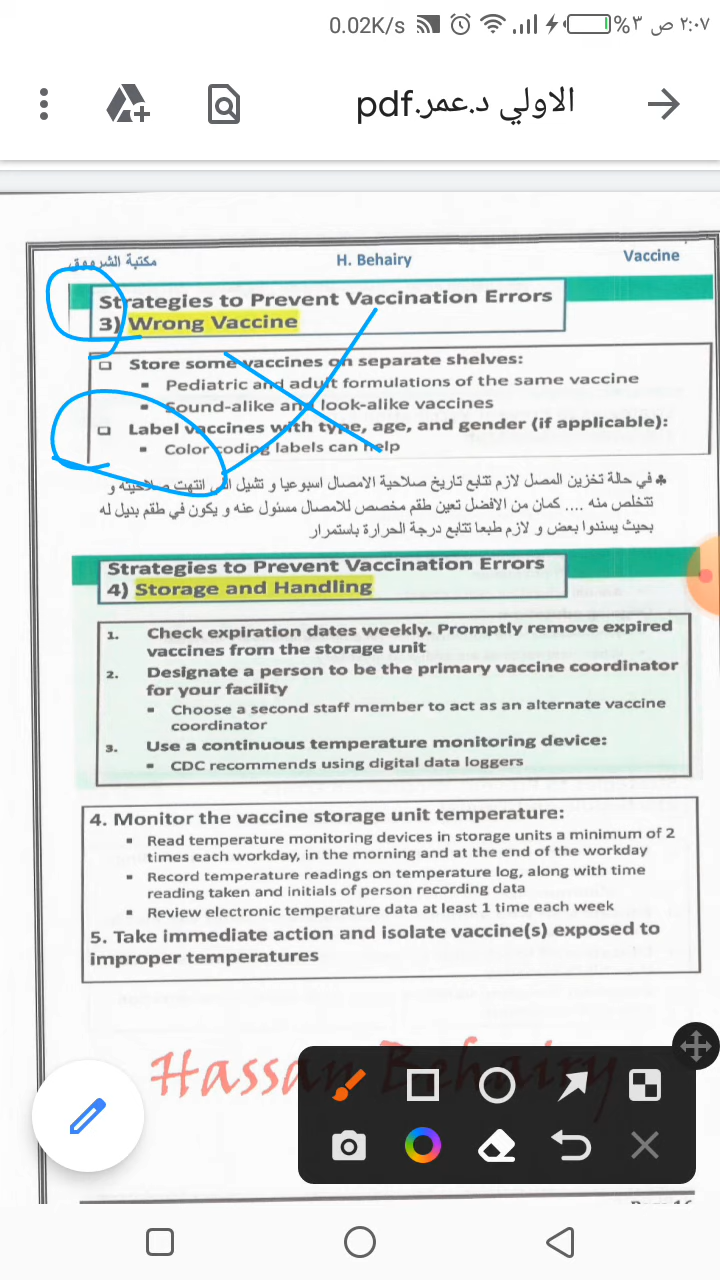 0.02K/s %٣ ٢:٠٧ ص
الاولي د.عمر.pdf
مكتبة الشروق H. Behairy Vaccine
Strategies to Prevent Vaccination Errors
3) Wrong Vaccine
Store some vaccines on separate shelves:
Pediatric and adult formulations of the same vaccine
Sound-alike and look-alike vaccines
Label vaccines with type, age, and gender (if applicable):
Color coding labels can help
في حالة تخزين المصل لازم تتابع تاريخ صلاحية الامصال اسبوعيا و تشيل انتهت صلاحيته و
تتخلص منه .... كمان من الافضل تعين طقم مخصص للامصال مسئول عنه و يكون في طقم بديل له
بحيث يسندوا بعض و لازم طبعا تتابع درجة الحرارة باستمرار
Strategies to Prevent Vaccination Errors
4) Storage and Handling
1. Check expiration dates weekly. Promptly remove expired
vaccines from the storage unit
2. Designate a person to be the primary vaccine coordinator
for your facility
Choose a second staff member to act as an alternate vaccine
coordinator
3. Use a continuous temperature monitoring device:
CDC recommends using digital data loggers
4. Monitor the vaccine storage unit temperature:
Read temperature monitoring devices in storage units a minimum of 2
times each workday, in the morning and at the end of the workday
Record temperature readings on temperature log, along with time
reading taken and initials of person recording data
Review electronic temperature data at least 1 time each week
5. Take immediate action and isolate vaccine(s) exposed to
improper temperatures
Hassan Behairy